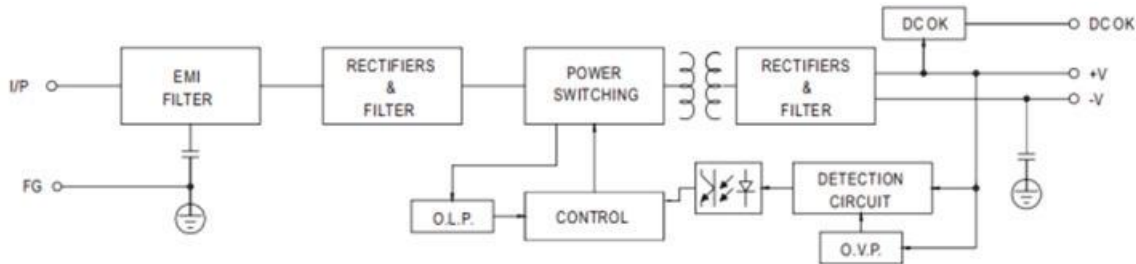 DC OK
DC OK
I/P
EMI
FILTER
RECTIFIERS
&
FILTER
POWER
SWITCHING
RECTIFIERS
&
FILTER
+V
-V
FG
O.L.P.
CONTROL
DETECTION
CIRCUIT
O.V.P.